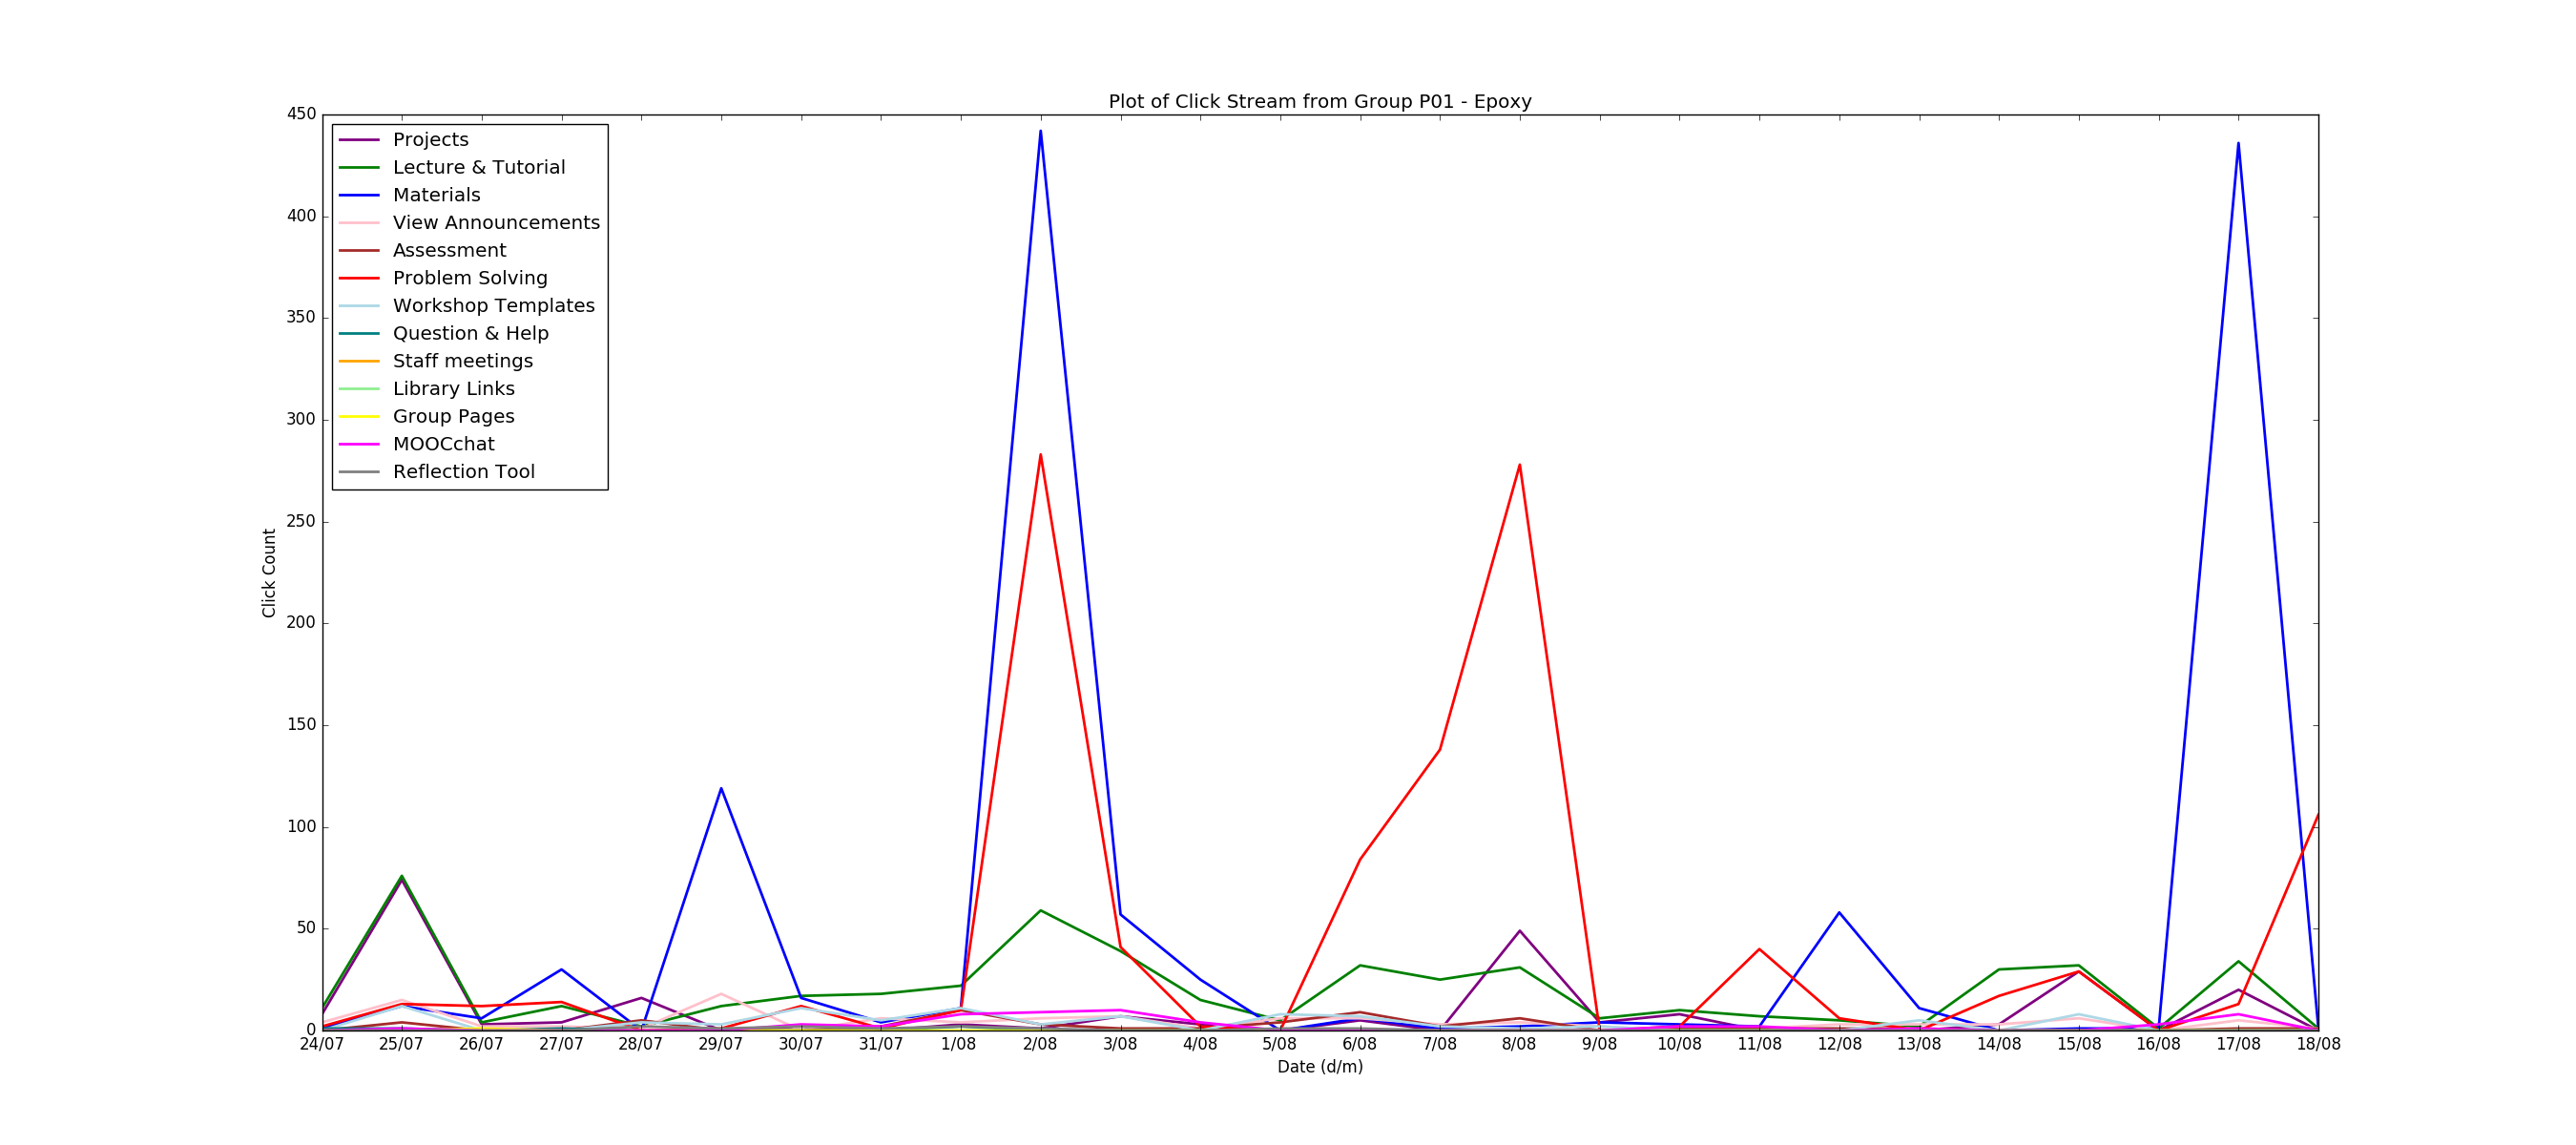 Plot of Click Stream from Group P01 - Epoxy
450
400
350
300
250
200
150
100
50
0
Click Count
Projects
Lecture & Tutorial
Materials
View Announcements
Assessment
Problem Solving
Workshop Templates
Question & Help
Staff meetings
Library Links
Group Pages
MOOCchat
Reflection Tool
24/07 25/07 26/07 27/07 28/07 29/07 30/07 31/07 1/08 2/08 3/08 4/08 5/08 6/08 7/08 8/08 9/08 10/08 11/08 12/08 13/08 14/08 15/08 16/08 17/08 18/08
Date (d/m)